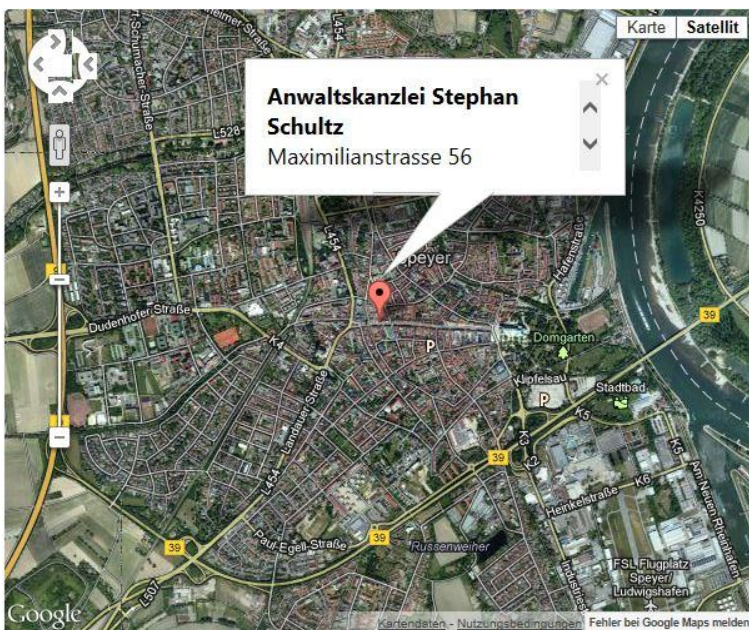 Karte Satellit
Anwaltskanzlei Stephan
Schultz
Maximilianstrasse 56
L454
L528
L454
K4250
Hafenstraße
Speyer
39
Dudenhofer Straße
K4
P
Domgarten
Klipfelsau
P
Stadtbad
K5
Landauer Straße
K3
K2
39
K5
L454
Heinkelstraße
K6
Am Neuen Rheinhafen
39
Paul-Egell-Straße
39
Russenweiher
FSL Flugplatz
Speyer/
Ludwigshafen
L507
Google
Kartendaten - Nutzungsbedingungen Fehler bei Google Maps melden